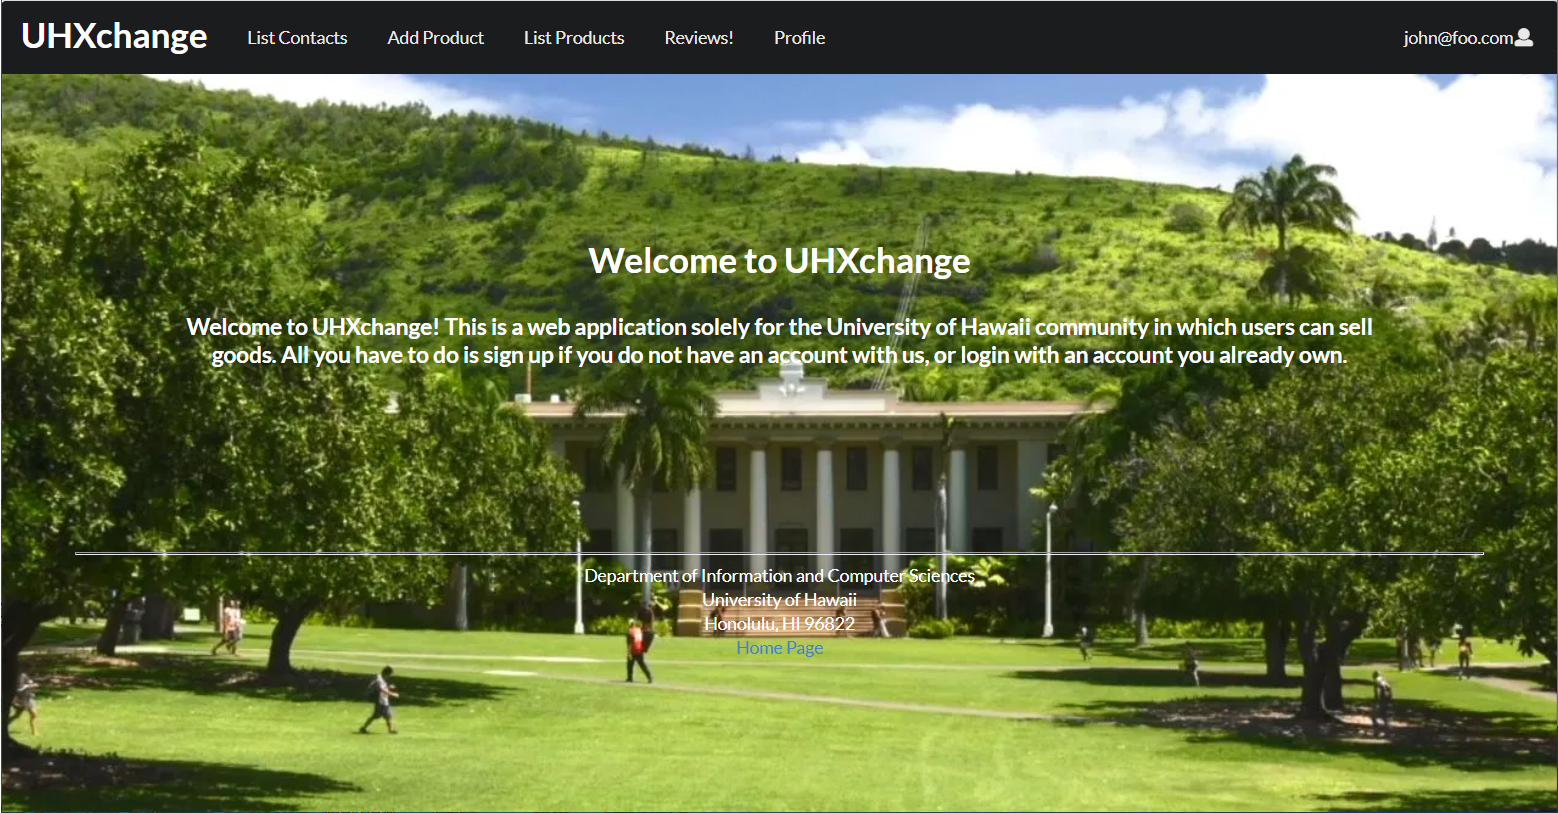 UHXchange List Contacts Add Product List Products Reviews! Profile john@foo.com
Welcome to UHXchange
Welcome to UHXchange! This is a web application solely for the University of Hawaii community in which users can sell
goods. All you have to do is sign up if you do not have an account with us, or login with an account you already own.
Department of Information and Computer Sciences
University of Hawaii
Honolulu, HI 96822
Home Page